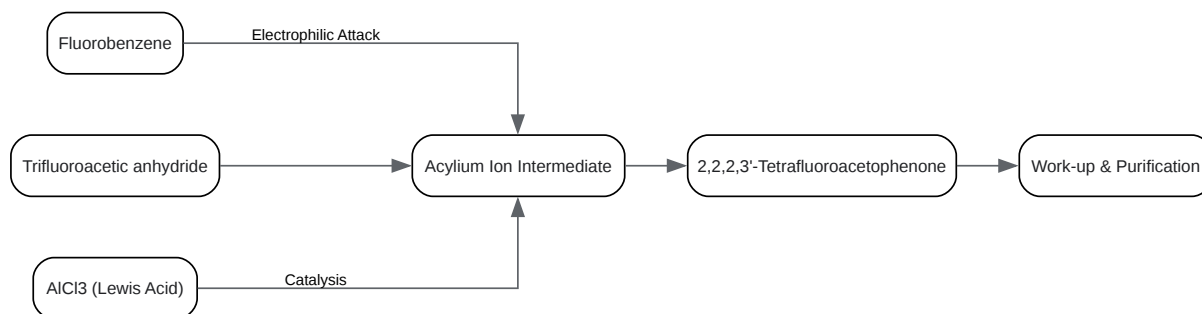 Fluorobenzene
Electrophilic Attack
Trifluoroacetic anhydride
Acylium Ion Intermediate
2,2,2,3'-Tetrafluoroacetophenone
Work-up & Purification
AlCl3 (Lewis Acid)
Catalysis